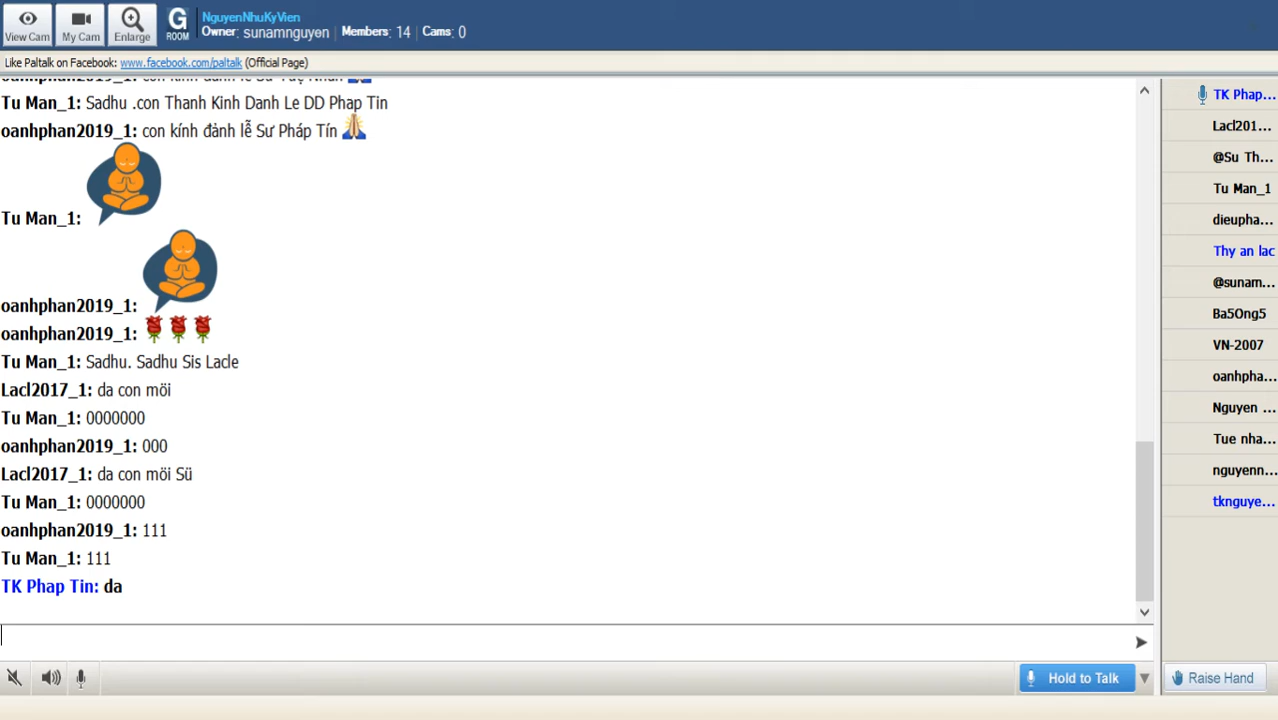 View Cam
My Cam
Enlarge
G
ROOM
NguyenNhuKyVien
Owner: sunamnguyen Members: 14 Cams: 0
Like Paltalk on Facebook: www.facebook.com/paltalk (Official Page)
Tu Man_1: Sadhu .con Thanh Kinh Danh Le DD Phap Tin
oanhphan2019_1: con kính đảnh lễ Sư Pháp Tín
Tu Man_1:
oanhphan2019_1:
oanhphan2019_1:
Tu Man_1: Sadhu. Sadhu Sis Lacle
Lacl2017_1: da con möi
Tu Man_1: 0000000
oanhphan2019_1: 000
Lacl2017_1: da con möi Sü
Tu Man_1: 0000000
oanhphan2019_1: 111
Tu Man_1: 111
TK Phap Tin: da
TK Phap...
Lacl201...
@Su Th...
Tu Man_1
dieupha...
Thy an lac
@sunam...
Ba5Ong5
VN-2007
oanhpha...
Nguyen ...
Tue nha...
nguyenn...
tknguye...
Hold to Talk
Raise Hand